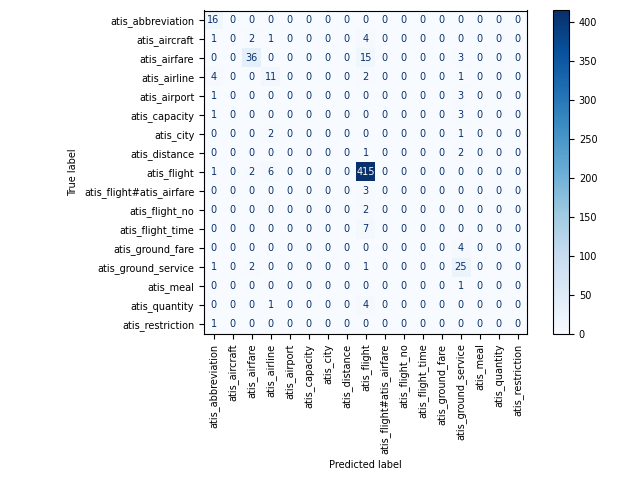 atis_abbreviation 16 0 0 0 0 0 0 0 0 0 0 0 0 0 0 0 0
atis_aircraft 1 0 2 1 0 0 0 0 4 0 0 0 0 0 0 0 0
atis_airfare 0 0 36 0 0 0 0 0 15 0 0 0 0 3 0 0 0
atis_airline 4 0 0 11 0 0 0 0 2 0 0 0 0 1 0 0 0
atis_airport 1 0 0 0 0 0 0 0 0 0 0 0 0 3 0 0 0
atis_capacity 1 0 0 0 0 0 0 0 0 0 0 0 0 3 0 0 0
atis_city 0 0 0 2 0 0 0 0 0 0 0 0 0 1 0 0 0
atis_distance 0 0 0 0 0 0 0 0 1 0 0 0 0 2 0 0 0
atis_flight 1 0 2 6 0 0 0 0 415 0 0 0 0 0 0 0 0
atis_flight#atis_airfare 0 0 0 0 0 0 0 0 3 0 0 0 0 0 0 0 0
atis_flight_no 0 0 0 0 0 0 0 0 2 0 0 0 0 0 0 0 0
atis_flight_time 0 0 0 0 0 0 0 0 7 0 0 0 0 0 0 0 0
atis_ground_fare 0 0 0 0 0 0 0 0 0 0 0 0 0 4 0 0 0
atis_ground_service 1 0 2 0 0 0 0 0 1 0 0 0 0 25 0 0 0
atis_meal 0 0 0 0 0 0 0 0 0 0 0 0 0 1 0 0 0
atis_quantity 0 0 0 1 0 0 0 0 4 0 0 0 0 0 0 0 0
atis_restriction 1 0 0 0 0 0 0 0 0 0 0 0 0 0 0 0 0
True label
atis_abbreviation
atis_aircraft
atis_airfare
atis_airline
atis_airport
atis_capacity
atis_city
atis_distance
atis_flight
atis_flight#atis_airfare
atis_flight_no
atis_flight_time
atis_ground_fare
atis_ground_service
atis_meal
atis_quantity
atis_restriction
Predicted label
400
350
300
250
200
150
100
50
0